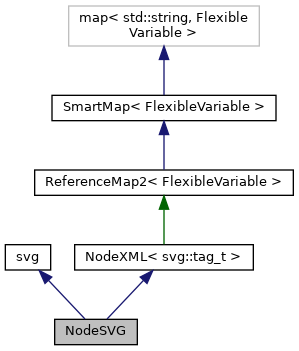 map< std::string, Flexible
Variable >
SmartMap< FlexibleVariable >
ReferenceMap2< FlexibleVariable >
svg
NodeXML< svg::tag_t >
NodeSVG